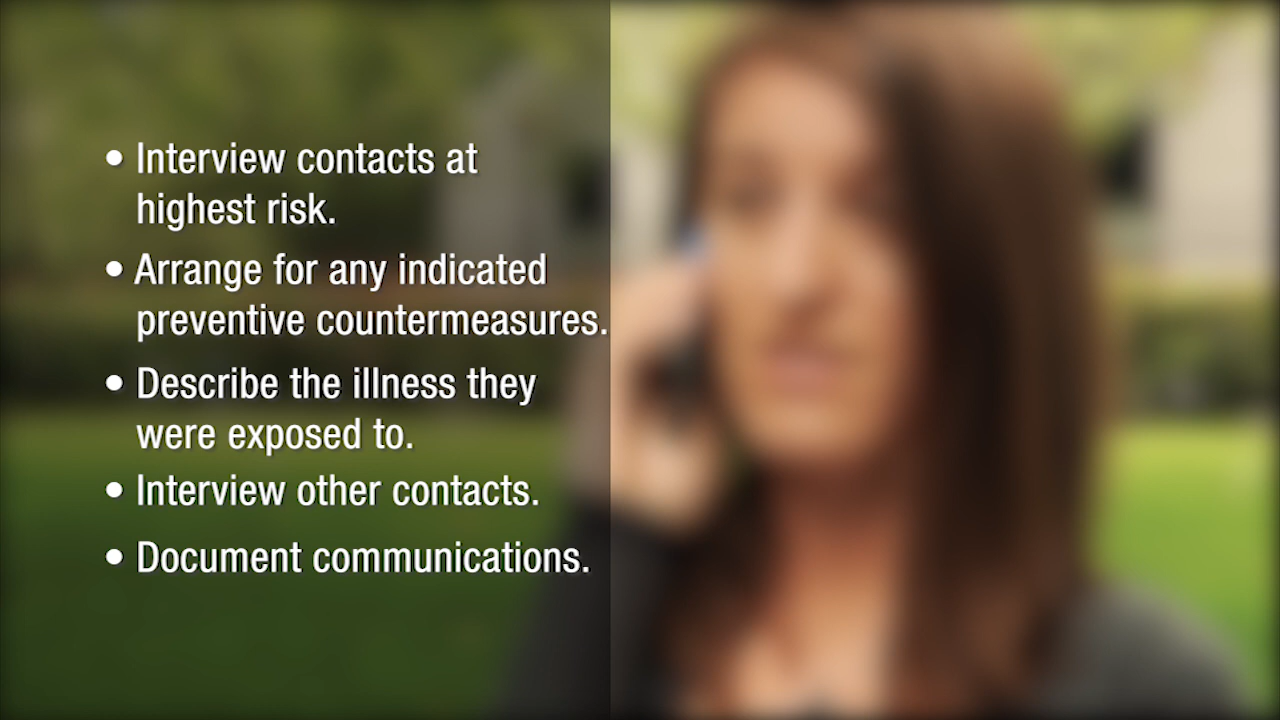 • Interview contacts at
highest risk.
• Arrange for any indicated
preventive countermeasures.
• Describe the illness they
were exposed to.
• Interview other contacts.
• Document communications.